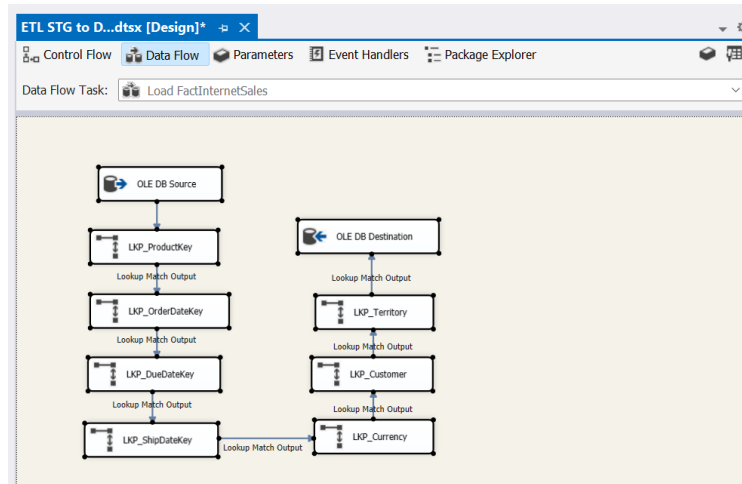 ETL STG to D...dtsx [Design]*
Control Flow
Data Flow
Parameters
Event Handlers
Package Explorer
Data Flow Task:
Load FactInternetSales
OLE DB Source
LKP_ProductKey
Lookup Match Output
LKP_OrderDateKey
Lookup Match Output
LKP_DueDateKey
Lookup Match Output
LKP_ShipDateKey
Lookup Match Output
LKP_Currency
Lookup Match Output
LKP_Customer
Lookup Match Output
LKP_Territory
Lookup Match Output
OLE DB Destination